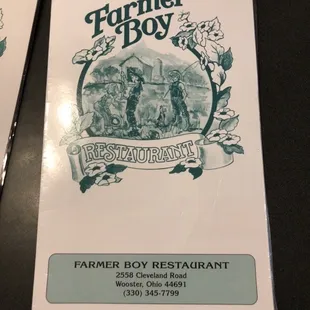 Farmer
Boy
RESTAURANT
FARMER BOY RESTAURANT
2558 Cleveland Road
Wooster, Ohio 44691
(330) 345-7799